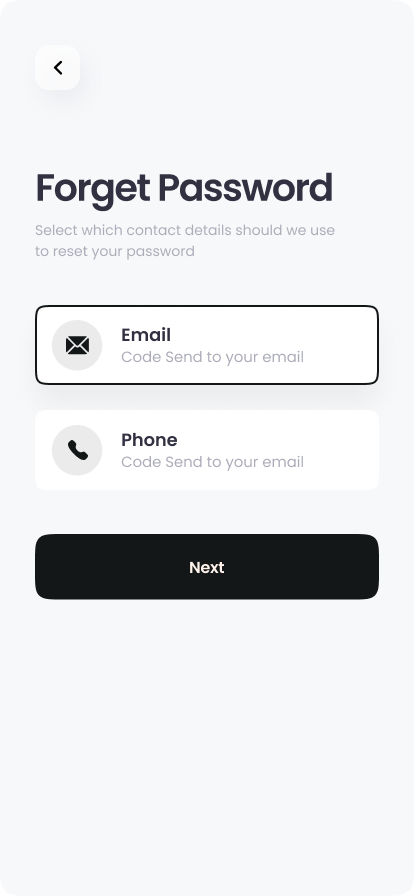 Forget Password
Select which contact details should we use
to reset your password
Email
Code Send to your email
Phone
Code Send to your email
Next